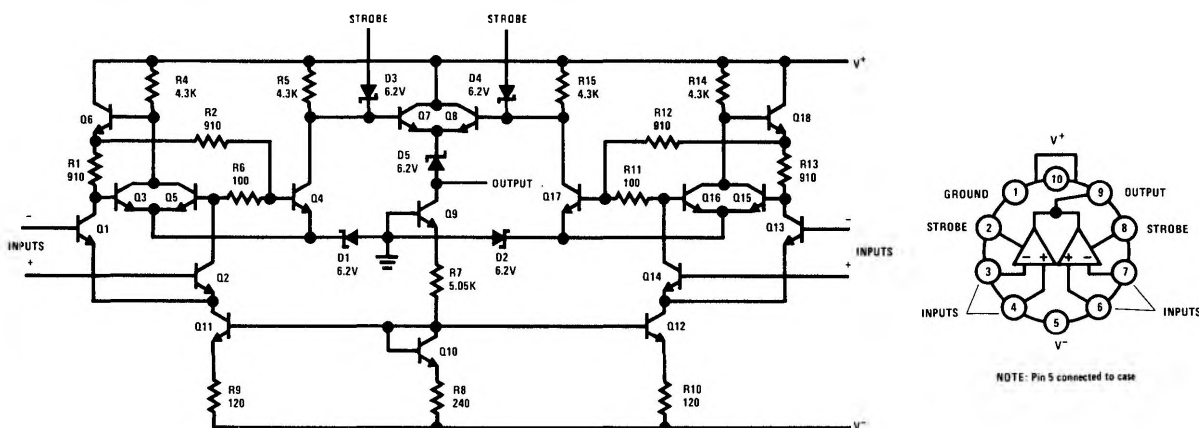 STROBE
STROBE
V+
R4
4.3K
R5
4.3K
D3
6.2V
D4
6.2V
R15
4.3K
R14
4.3K
Q6
R2
910
Q7
Q8
R12
910
Q18
R1
910
R6
100
D5
6.2V
R11
100
R13
910
Q3
Q5
Q4
OUTPUT
Q17
Q16
Q15
Q9
−
INPUTS
+
Q1
Q13
−
INPUTS
+
D1
6.2V
D2
6.2V
Q2
R7
5.05K
Q14
Q11
Q12
Q10
R9
120
R8
240
R10
120
V−
V+
10
GROUND
1
9
OUTPUT
STROBE
2
8
STROBE
− + + −
3
7
INPUTS
4
6
INPUTS
5
V−
NOTE: Pin 5 connected to case